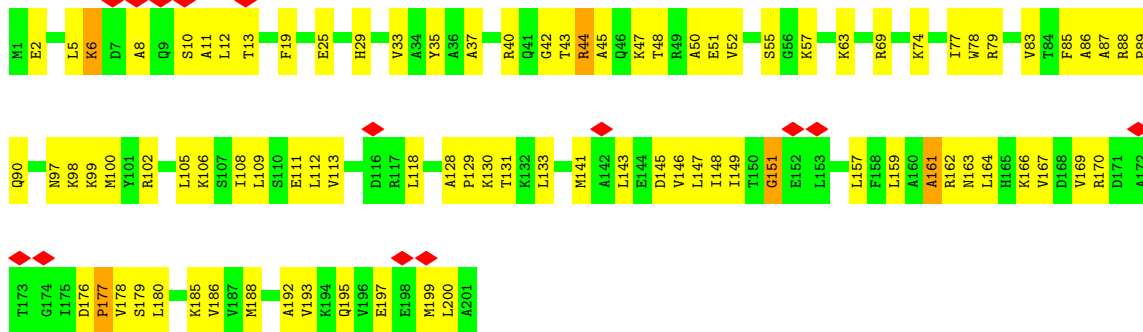 M1 E2 L5 K6 D7 A8 Q9 S10 A11 L12 T13 F19 E25 H29 V33 A34 Y35 A36 A37 R40 Q41 G42 T43 R44 A45 Q46 K47 T48 R49 A50 E51 V52 S55 G56 K57 K63 R69 K74 I77 W78 R79 V83 T84 F85 A86 A87 R88
Q90 N97 K98 K99 M100 Y101 R102 L105 K106 S107 I108 L109 S110 E111 L112 V113 D116 R117 L118 A128 P129 K130 T131 K132 L133 M141 A142 L143 E144 D145 V146 L147 I148 I149 T150 G151 E152 L153 L157 F158 L159 A160 A161 R162 N163 L164 H165 K166 V167 D168 V169 R170 D171
T173 G174 I175 D176 P177 V178 S179 L180 K185 V186 V187 M188 A192 V193 K194 Q195 V196 E197 E198 M199 L200 A201